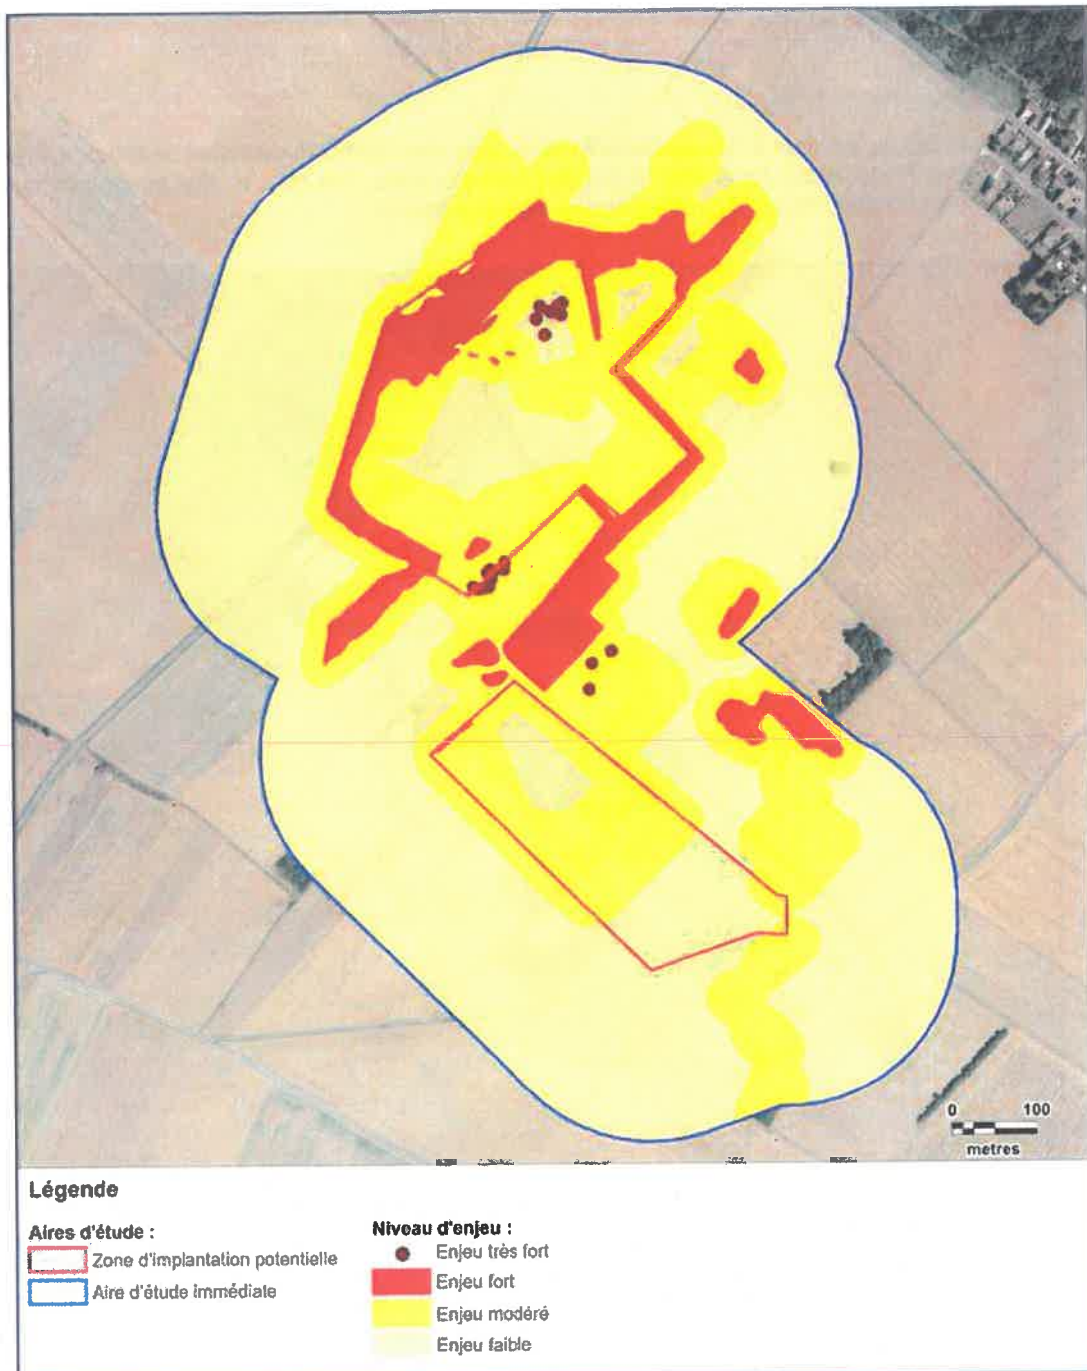 0 100
metres
Légende
Aires d'étude :
Zone d'implantation potentielle
Aire d'étude immédiate
Niveau d'enjeu :
Enjeu très fort
Enjeu fort
Enjeu modéré
Enjeu faible